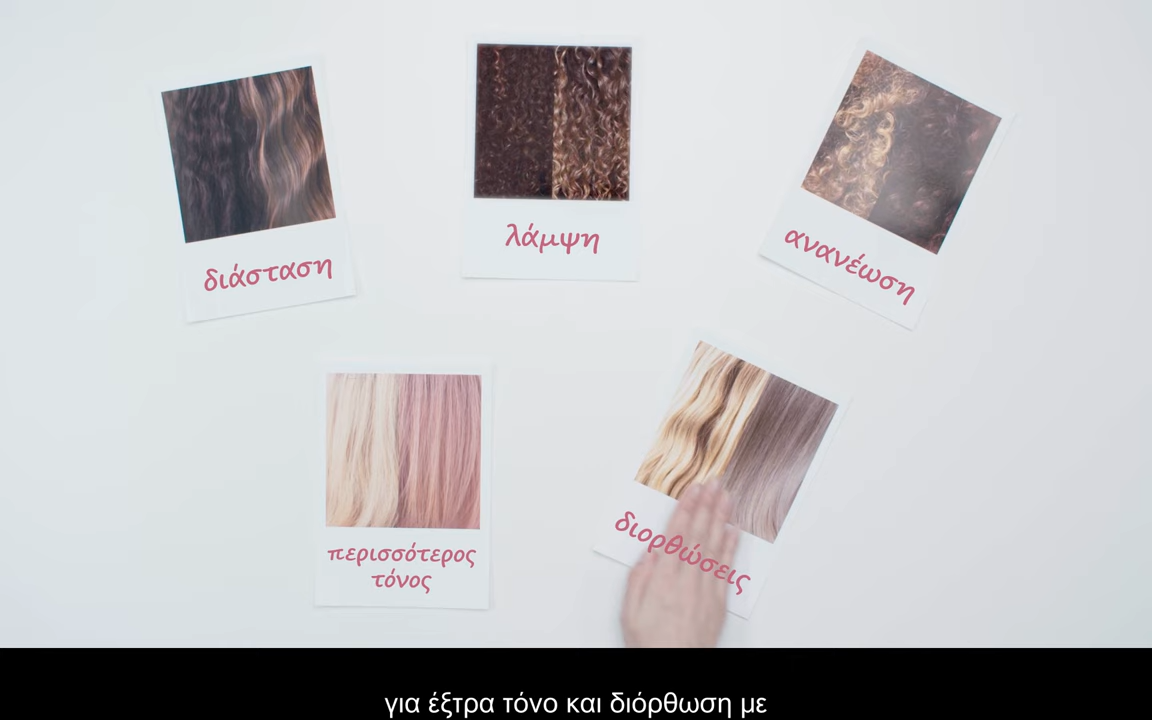 διάσταση
λάμψη
ανανέωση
περισσότερος
τόνος
διορθώσεις
για έξτρα τόνο και διόρθωση με